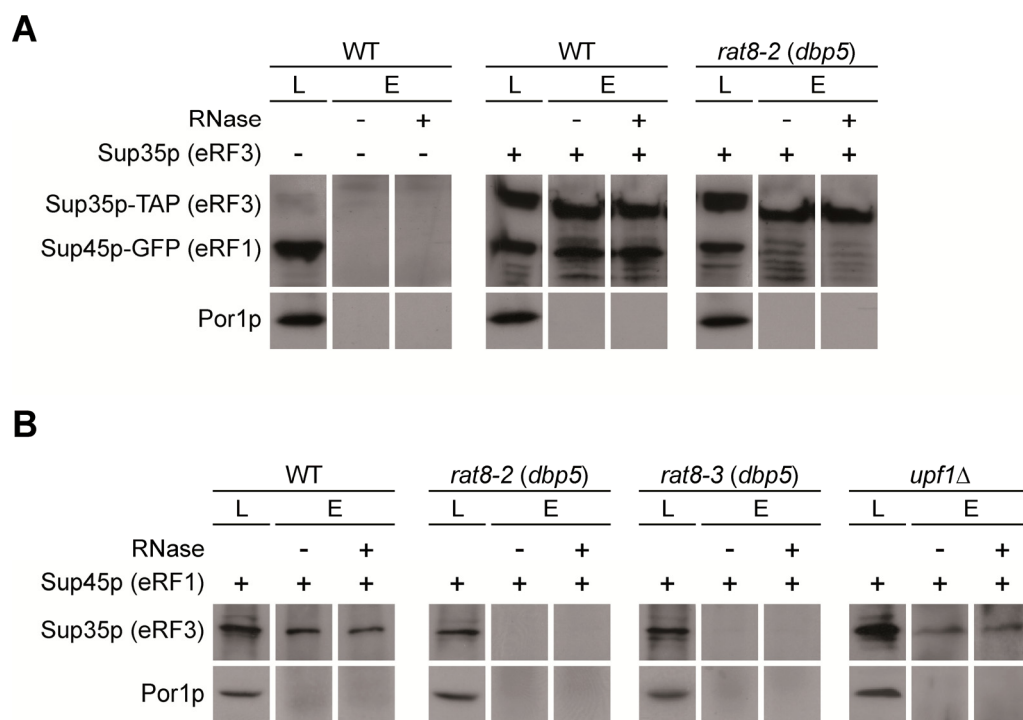 A
WT WT rat8-2 (dbp5)
L E L E L E
RNase - + - + - +
Sup35p (eRF3) - - - + + + + + +
Sup35p-TAP (eRF3)
Sup45p-GFP (eRF1)
Por1p
B
WT rat8-2 (dbp5) rat8-3 (dbp5) upf1Δ
L E L E L E L E
RNase - + - + - + - +
Sup45p (eRF1) + + + + + + + + + + + +
Sup35p (eRF3)
Por1p